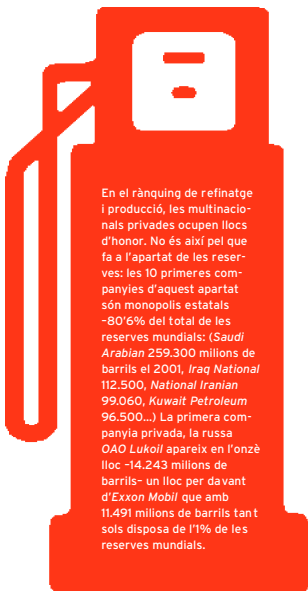 En el rànquing de refinatge
i producció, les multinacio-
nals privades ocupen llocs
d'honor. No és així pel que
fa a l'apartat de les reser-
ves: les 10 primeres com-
panyies d'aquest apartat
són monopolis estatals
–80'6% del total de les
reserves mundials: (Saudi
Arabian 259.300 milions de
barrils el 2001, Iraq National
112.500, National Iranian
99.060, Kuwait Petroleum
96.500...) La primera com-
panyia privada, la russa
OAO Lukoil apareix en l'onzè
lloc –14.243 milions de
barrils– un lloc per davant
d'Exxon Mobil que amb
11.491 milions de barrils tant
sols disposa de l'1% de les
reserves mundials.